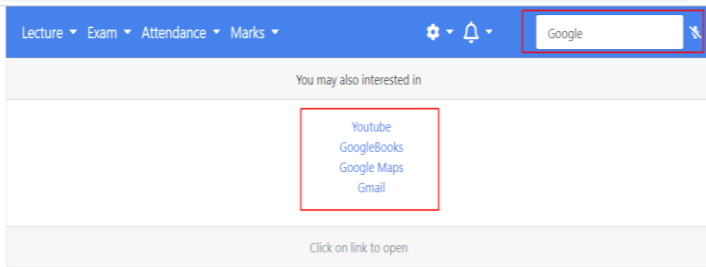 Lecture Exam Attendance Marks Google
You may also interested in
Youtube
GoogleBooks
Google Maps
Gmail
Click on link to open